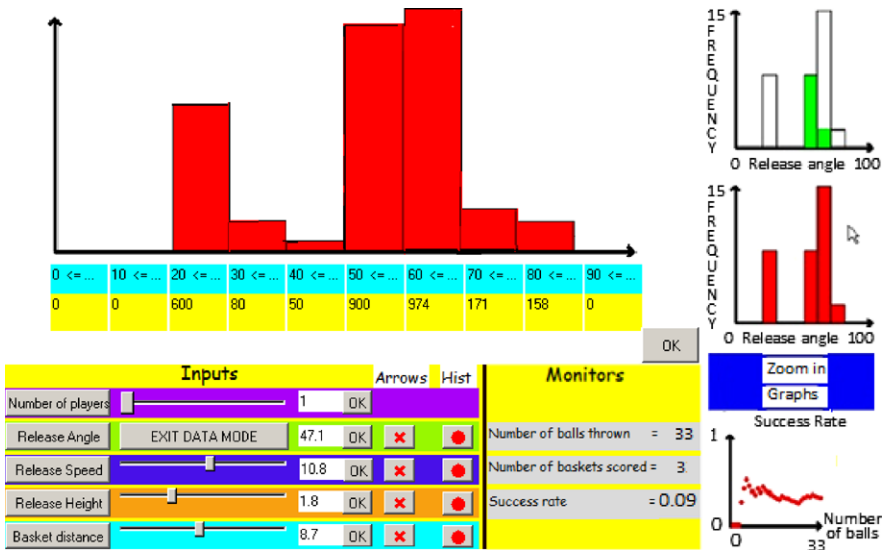 0 <=... 10 <=... 20 <=... 30 <=... 40 <=... 50 <=... 60 <=... 70 <=... 80 <=... 90 <=...
0 0 600 80 50 900 974 171 158 0
OK
Inputs Arrows Hist
Number of players 1 OK
Release Angle EXIT DATA MODE 47.1 OK
Release Speed 10.8 OK
Release Height 1.8 OK
Basket distance 8.7 OK
Monitors
Number of balls thrown = 33
Number of baskets scored = 3.
Success rate = 0.09
15
FREQUENCY
0 Release angle 100
15
FREQUENCY
0 Release angle 100
Zoom in
Graphs
Success Rate
1
0
0 33
Number
of balls